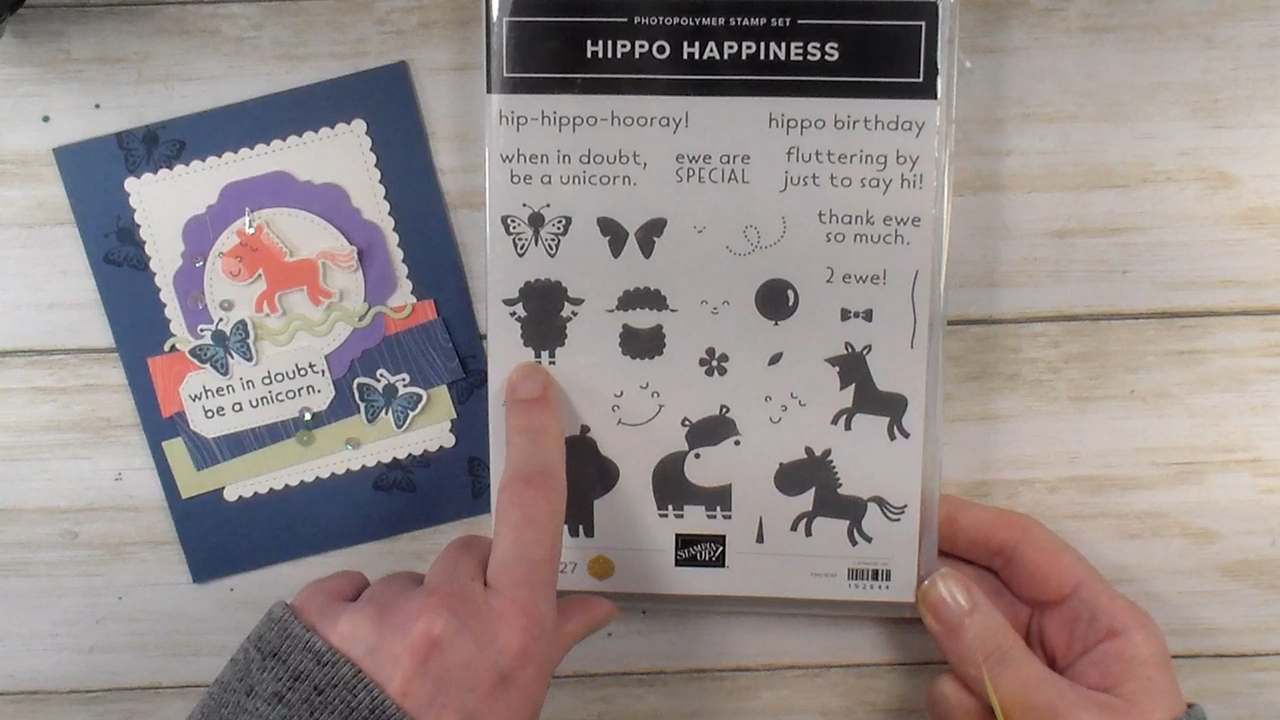 PHOTOPOLYMER STAMP SET
HIPPO HAPPINESS
hip-hippo-hooray!
hippo birthday
when in doubt,
be a unicorn.
ewe are
SPECIAL
fluttering by
just to say hi!
thank ewe
so much.
2 ewe!
STAMPIN'
UP!
27
152844
when in doubt,
be a unicorn.